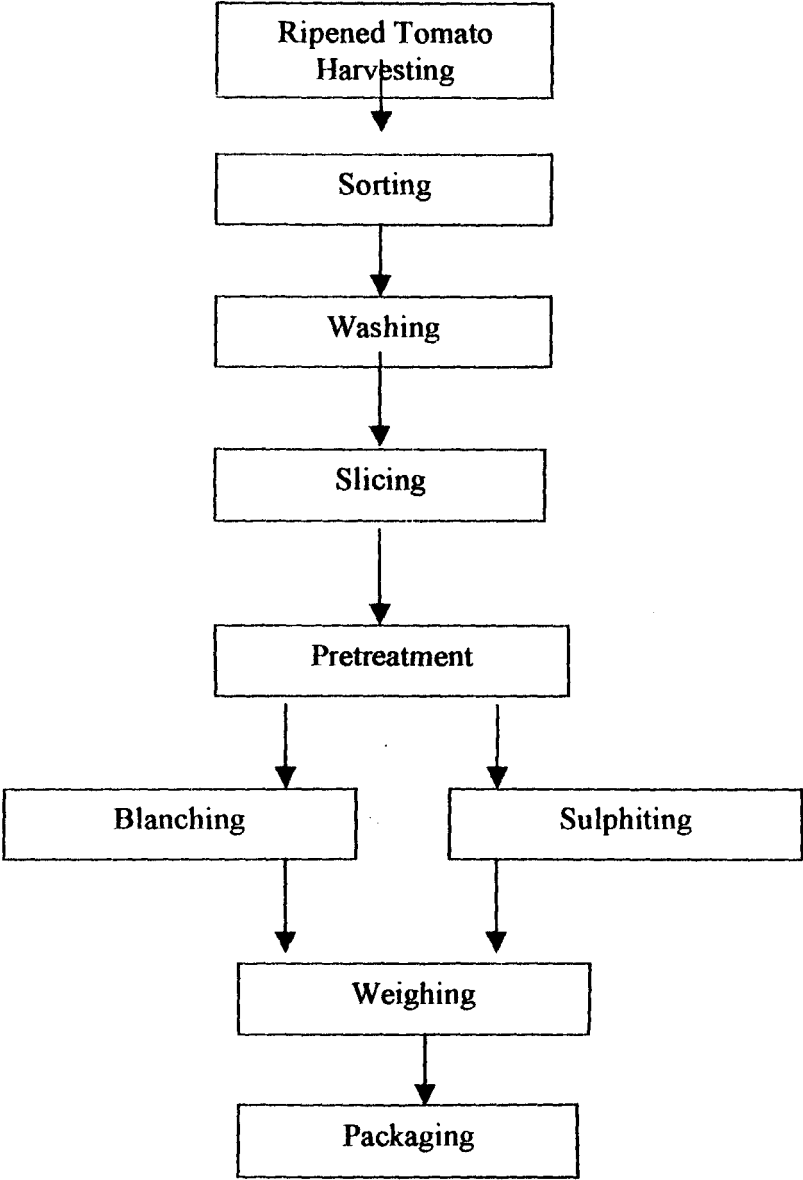 Ripened Tomato
Harvesting
Sorting
Washing
Slicing
Pretreatment
Blanching
Sulphiting
Weighing
Packaging